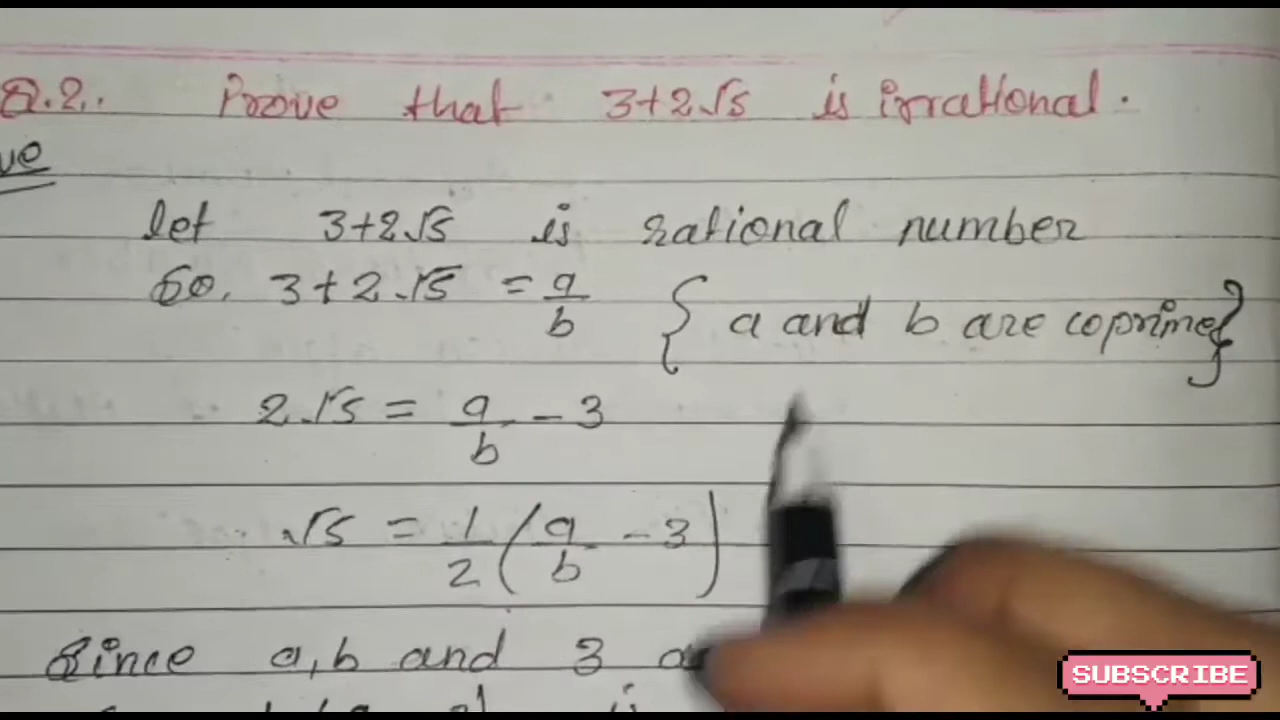 Q.2. Prove that 3+2√5 is irrational.
let 3+2√5 is rational number
So. 3+2√5 = a/b { a and b are coprime}
2√5 = a/b - 3
√5 = 1/2 (a/b - 3)
Since a, b and 3
SUBSCRIBE